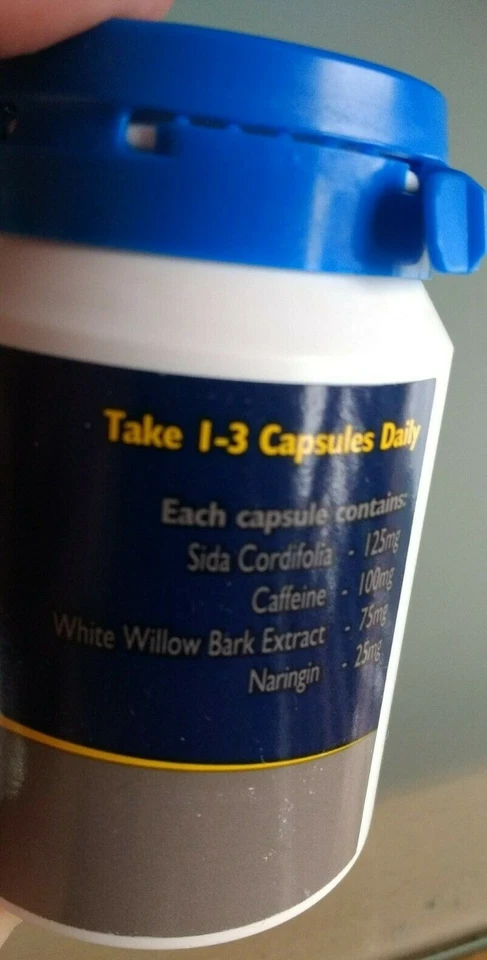 Take 1-3 Capsules Daily
Each capsule contains:
Sida Cordifolia - 125mg
Caffeine - 100mg
White Willow Bark Extract - 75mg
Naringin - 25mg